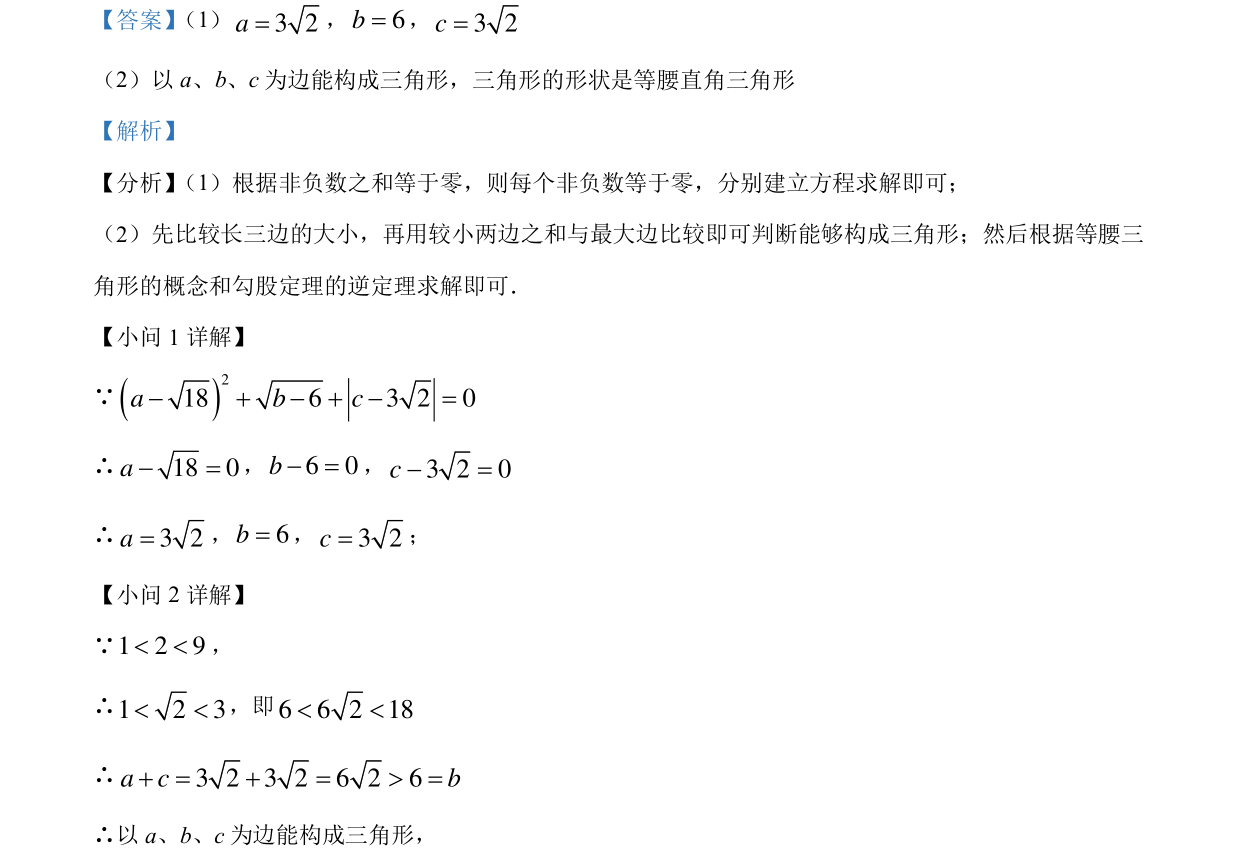 【答案】（1）a＝3√2，b＝6，c＝3√2
（2）以 a、b、c 为边能构成三角形，三角形的形状是等腰直角三角形
【解析】
【分析】（1）根据非负数之和等于零，则每个非负数等于零，分别建立方程求解即可；
（2）先比较长三边的大小，再用较小两边之和与最大边比较即可判断能够构成三角形；然后根据等腰三
角形的概念和勾股定理的逆定理求解即可．
【小问 1 详解】
∵(a−√18)²+√(b−6)+|c−3√2|=0
∴a−√18=0，b−6=0，c−3√2=0
∴a=3√2，b=6，c=3√2；
【小问 2 详解】
∵1<2<9，
∴1<√2<3，即6<6√2<18
∴a+c=3√2+3√2=6√2>6=b
∴以 a、b、c 为边能构成三角形，